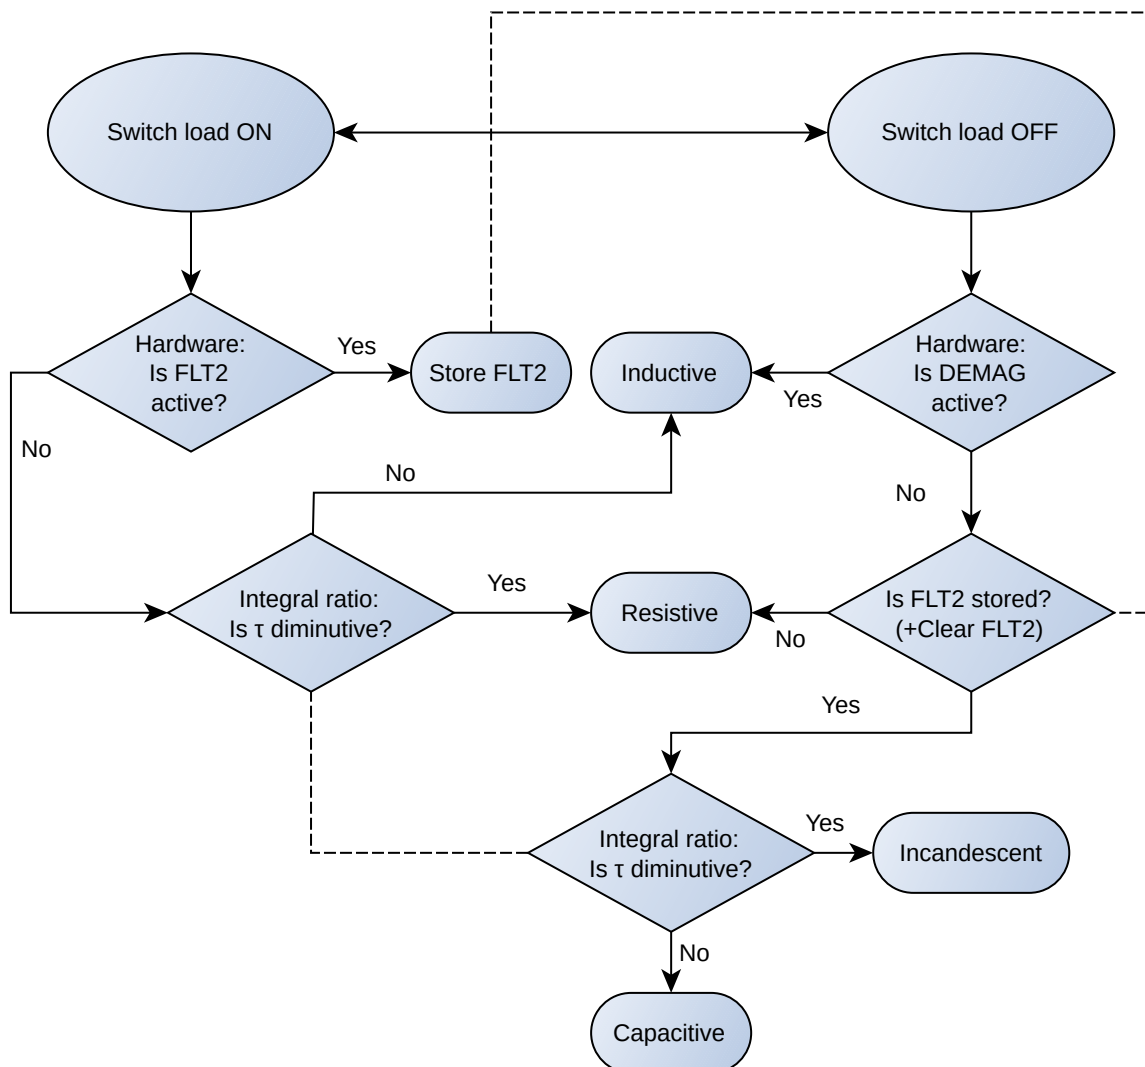 Switch load ON
Switch load OFF
Hardware:
Is FLT2
active?
Yes
Store FLT2
Inductive
Yes
Hardware:
Is DEMAG
active?
No
No
No
Integral ratio:
Is τ diminutive?
Yes
Resistive
No
Is FLT2 stored?
(+Clear FLT2)
Yes
Integral ratio:
Is τ diminutive?
Yes
Incandescent
No
Capacitive